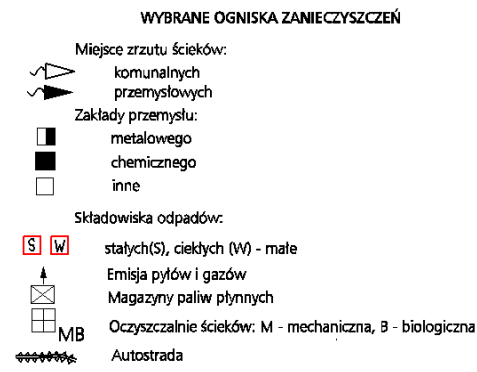 WYBRANE OGNISKA ZANIECZYSZCZEŃ
Miejsce zrzutu ścieków:
komunalnych
przemysłowych
Zakłady przemysłu:
metalowego
chemicznego
inne
Składowiska odpadów:
S W stałych(S), ciekłych (W) - małe
Emisja pyłów i gazów
Magazyny paliw płynnych
MB Oczyszczalnie ścieków: M - mechaniczna, B - biologiczna
Autostrada